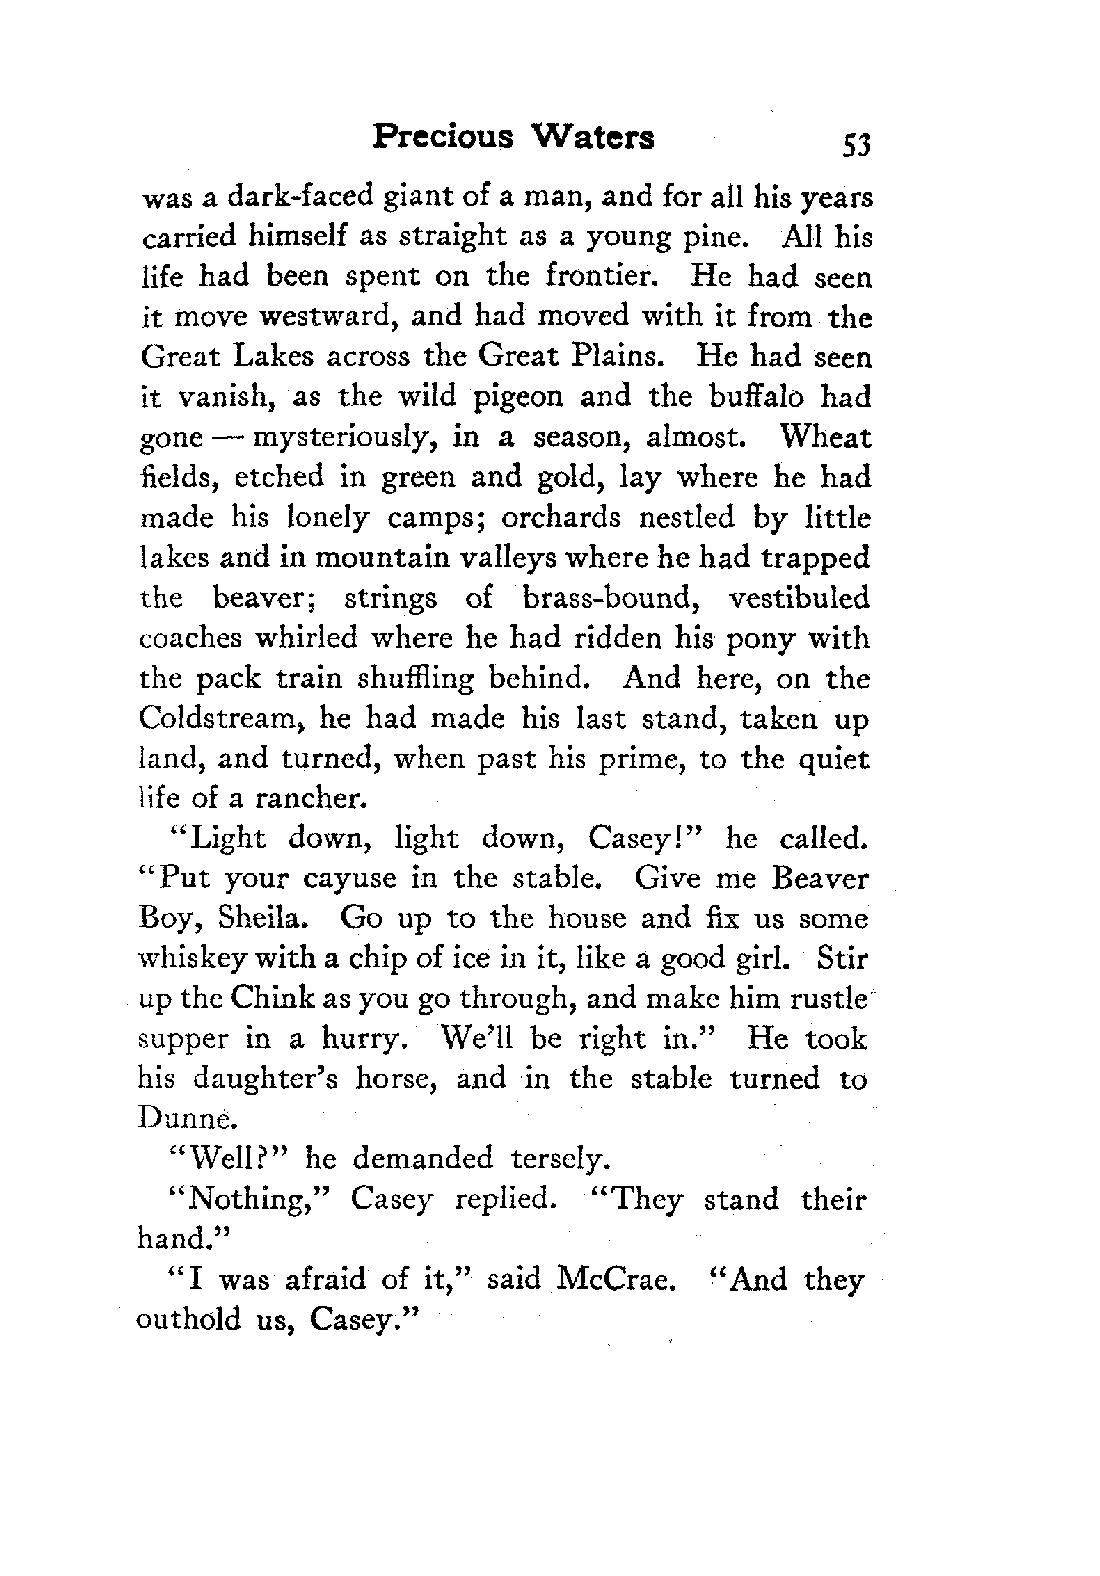 Precious Waters 53
was a dark-faced giant of a man, and for all his years
carried himself as straight as a young pine. All his
life had been spent on the frontier. He had seen
it move westward, and had moved with it from the
Great Lakes across the Great Plains. He had seen
it vanish, as the wild pigeon and the buffalo had
gone — mysteriously, in a season, almost. Wheat
fields, etched in green and gold, lay where he had
made his lonely camps; orchards nestled by little
lakes and in mountain valleys where he had trapped
the beaver; strings of brass-bound, vestibuled
coaches whirled where he had ridden his pony with
the pack train shuffling behind. And here, on the
Coldstream, he had made his last stand, taken up
land, and turned, when past his prime, to the quiet
life of a rancher.
"Light down, light down, Casey!" he called.
"Put your cayuse in the stable. Give me Beaver
Boy, Sheila. Go up to the house and fix us some
whiskey with a chip of ice in it, like a good girl. Stir
up the Chink as you go through, and make him rustle
supper in a hurry. We'll be right in." He took
his daughter's horse, and in the stable turned to
Dunne.
"Well?" he demanded tersely.
"Nothing," Casey replied. "They stand their
hand."
"I was afraid of it," said McCrae. "And they
outhold us, Casey."